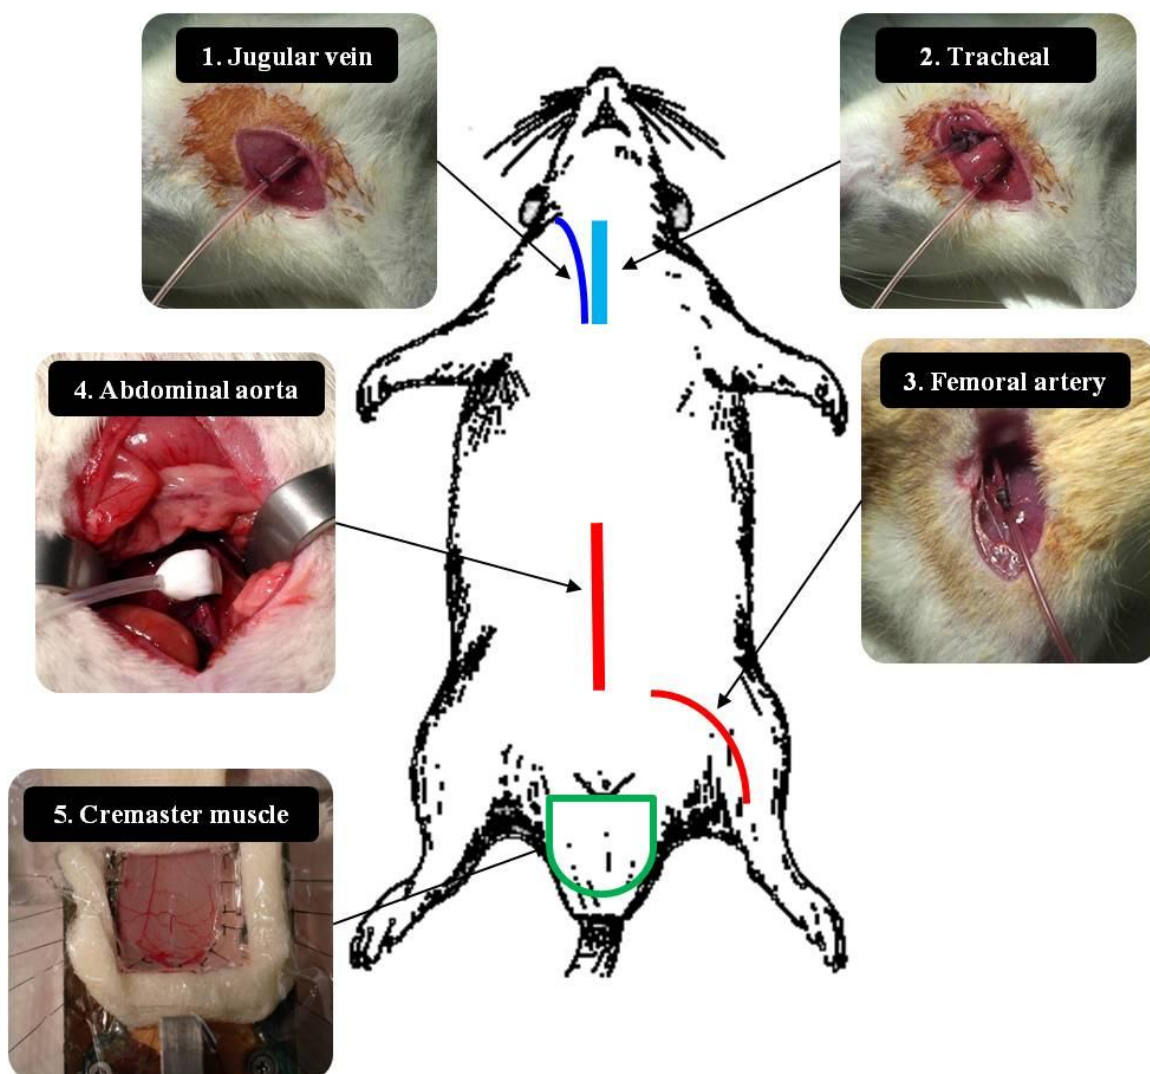 1. Jugular vein
2. Tracheal
4. Abdominal aorta
3. Femoral artery
5. Cremaster muscle